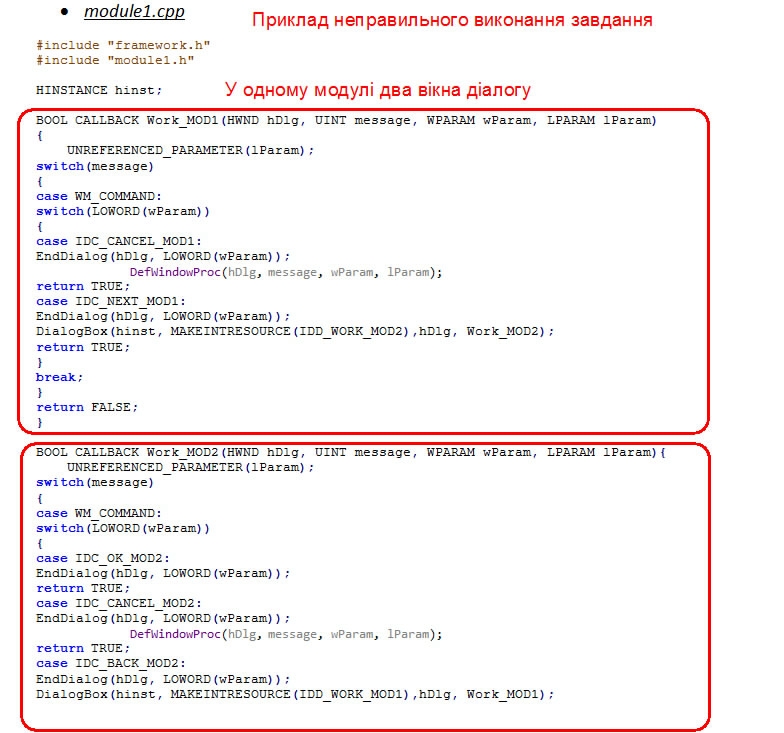 • module1.cpp
Приклад неправильного виконання завдання
#include "framework.h"
#include "module1.h"
HINSTANCE hinst;
У одному модулі два вікна діалогу
BOOL CALLBACK Work_MOD1(HWND hDlg, UINT message, WPARAM wParam, LPARAM lParam)
{
UNREFERENCED_PARAMETER(lParam);
switch(message)
{
case WM_COMMAND:
switch(LOWORD(wParam))
{
case IDC_CANCEL_MOD1:
EndDialog(hDlg, LOWORD(wParam));
DefWindowProc(hDlg, message, wParam, lParam);
return TRUE;
case IDC_NEXT_MOD1:
EndDialog(hDlg, LOWORD(wParam));
DialogBox(hinst, MAKEINTRESOURCE(IDD_WORK_MOD2),hDlg, Work_MOD2);
return TRUE;
}
break;
}
return FALSE;
}
BOOL CALLBACK Work_MOD2(HWND hDlg, UINT message, WPARAM wParam, LPARAM lParam){
UNREFERENCED_PARAMETER(lParam);
switch(message)
{
case WM_COMMAND:
switch(LOWORD(wParam))
{
case IDC_OK_MOD2:
EndDialog(hDlg, LOWORD(wParam));
return TRUE;
case IDC_CANCEL_MOD2:
EndDialog(hDlg, LOWORD(wParam));
DefWindowProc(hDlg, message, wParam, lParam);
return TRUE;
case IDC_BACK_MOD2:
EndDialog(hDlg, LOWORD(wParam));
DialogBox(hinst, MAKEINTRESOURCE(IDD_WORK_MOD1),hDlg, Work_MOD1);